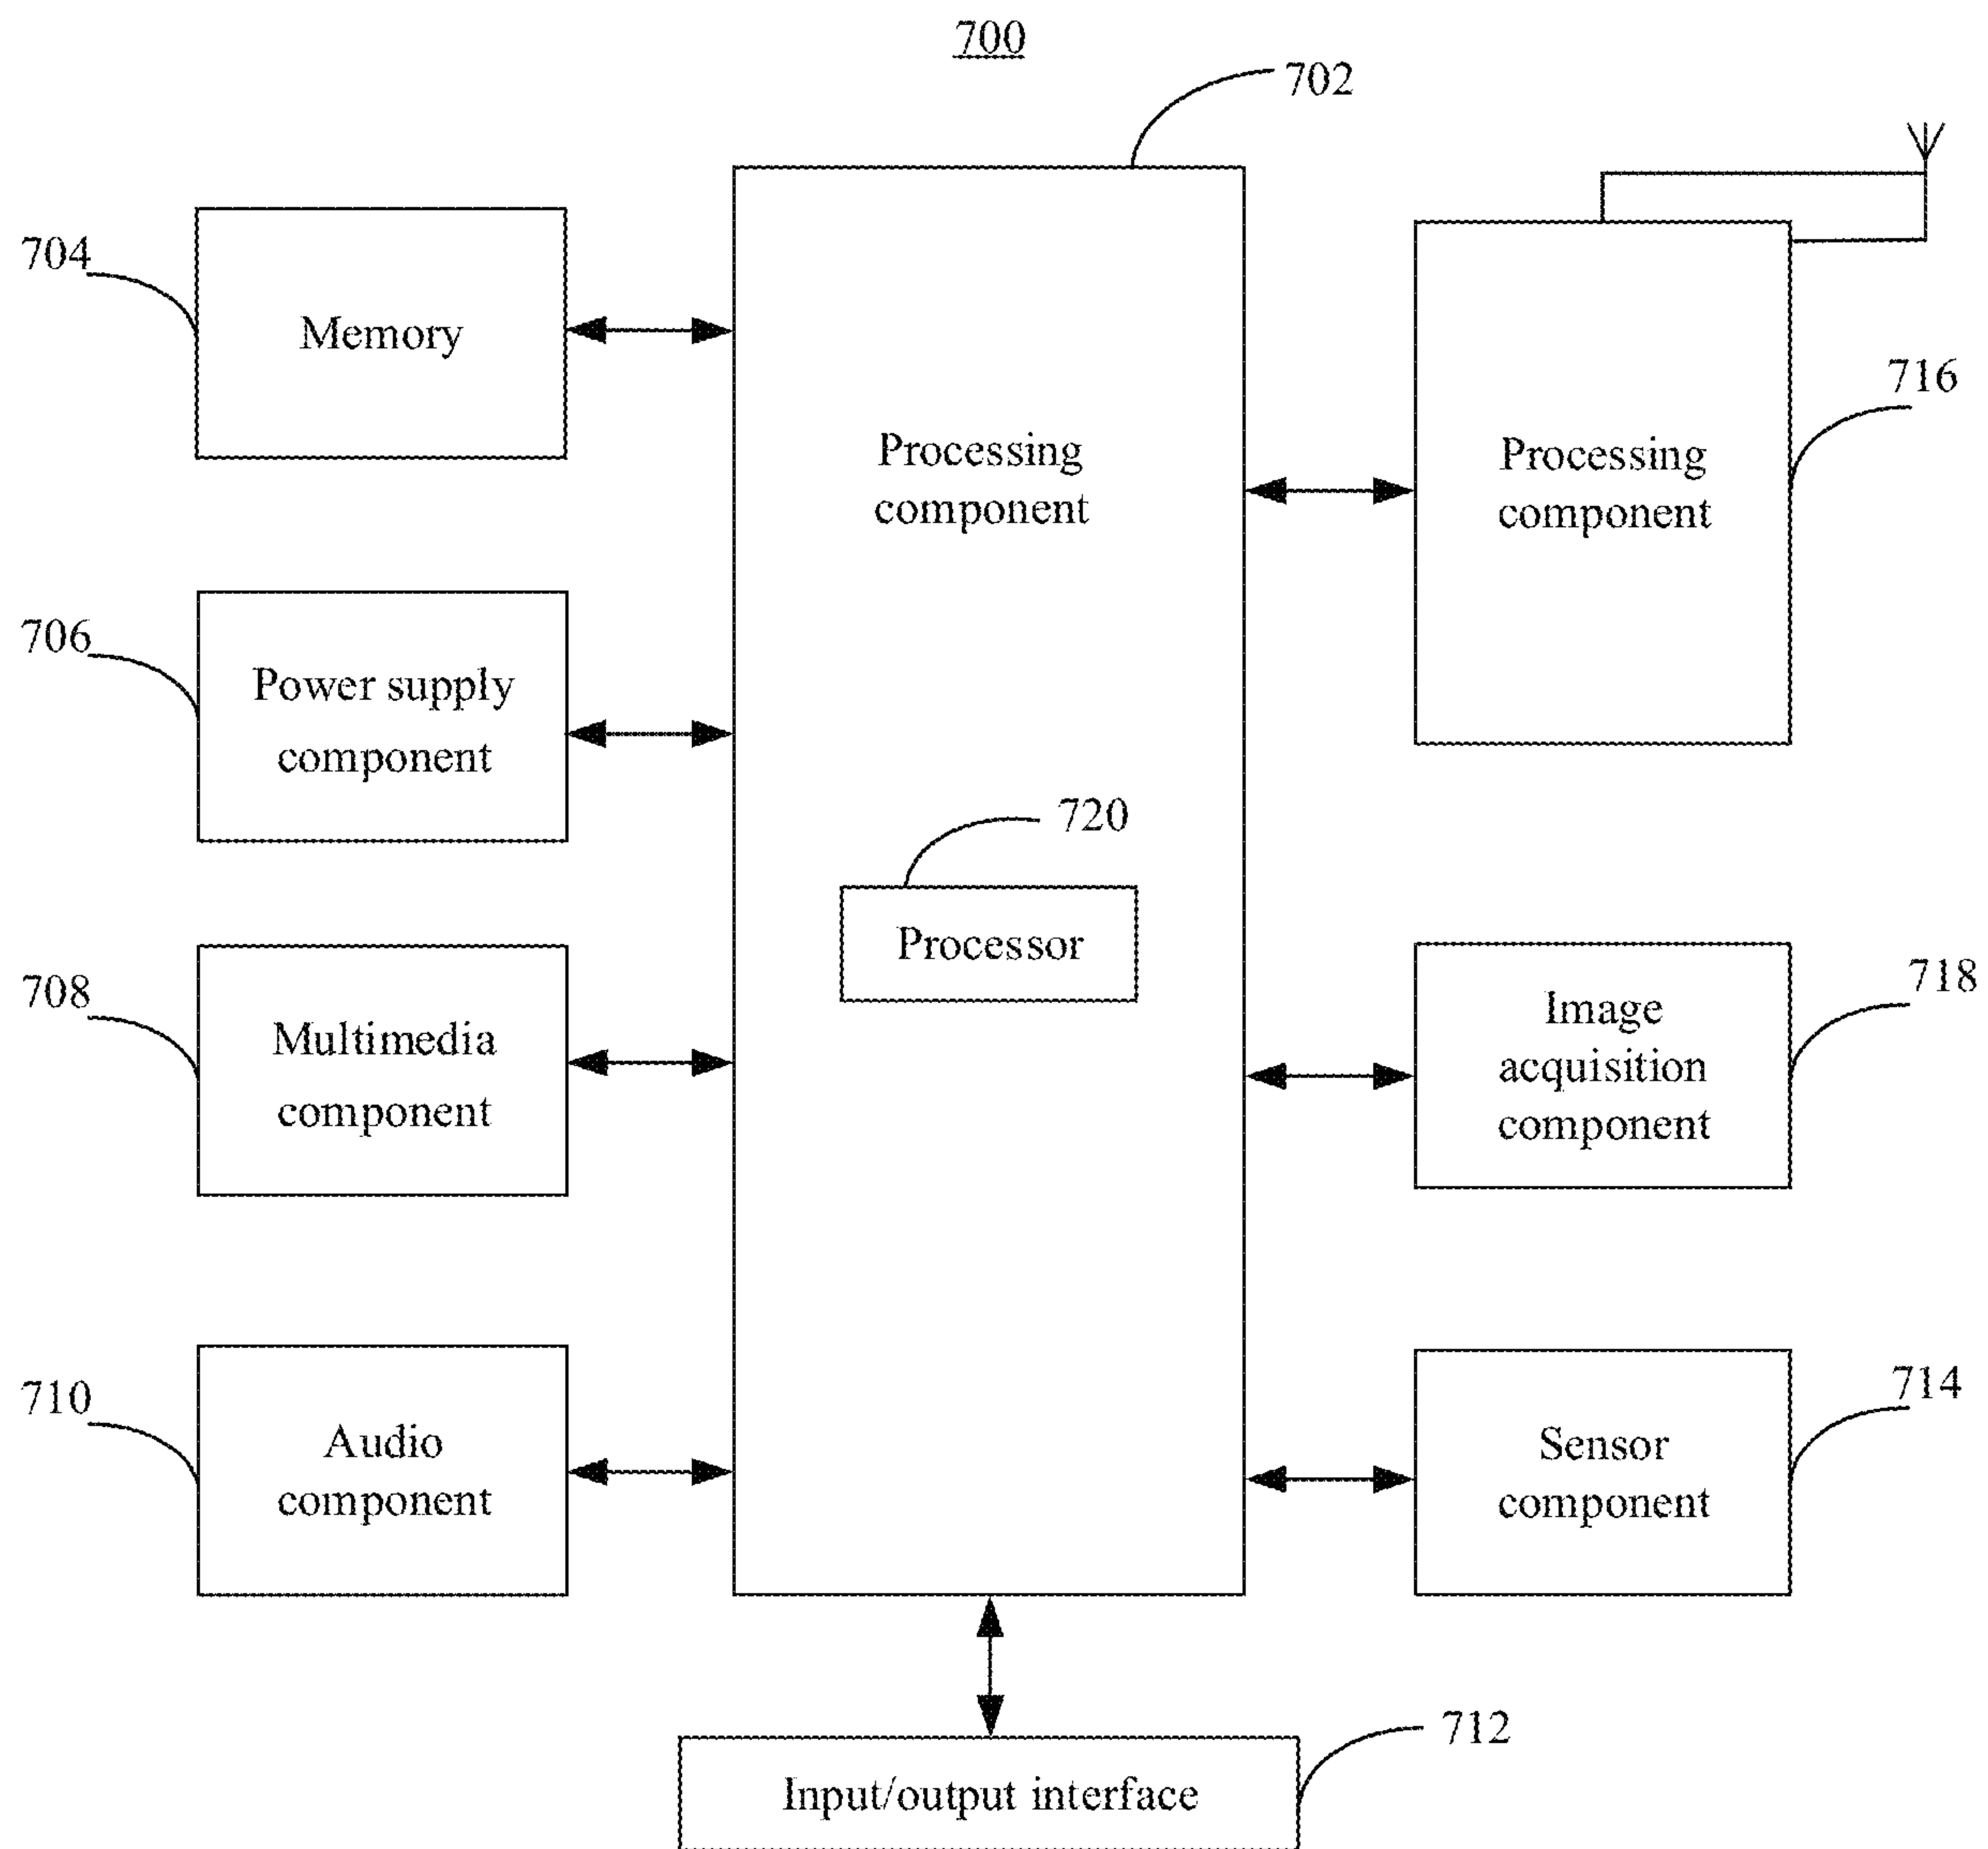 700
702
704
Memory
Processing
component
Processing
component
716
706
Power supply
component
720
Processor
708
Multimedia
component
Image
acquisition
component
718
710
Audio
component
Sensor
component
714
712
Input/output interface